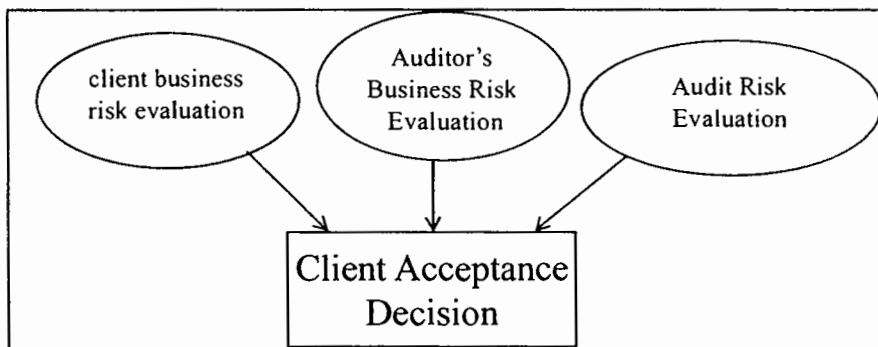 client business
risk evaluation
Auditor's
Business Risk
Evaluation
Audit Risk
Evaluation
Client Acceptance
Decision